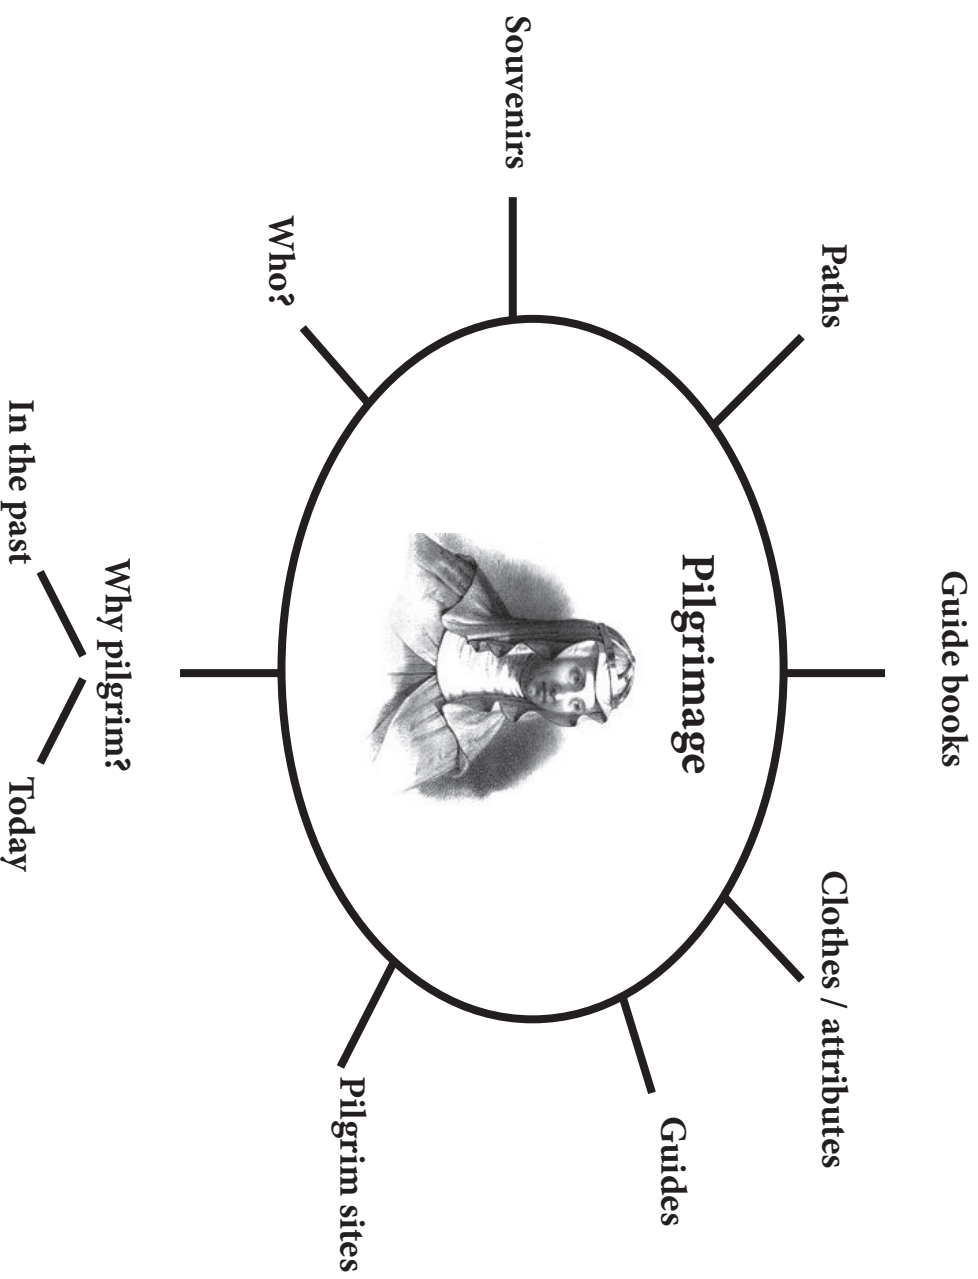 Guide books
Paths
Clothes / attributes
Pilgrimage
Guides
Souvenirs
Who?
Pilgrim sites
Why pilgrim?
In the past
Today